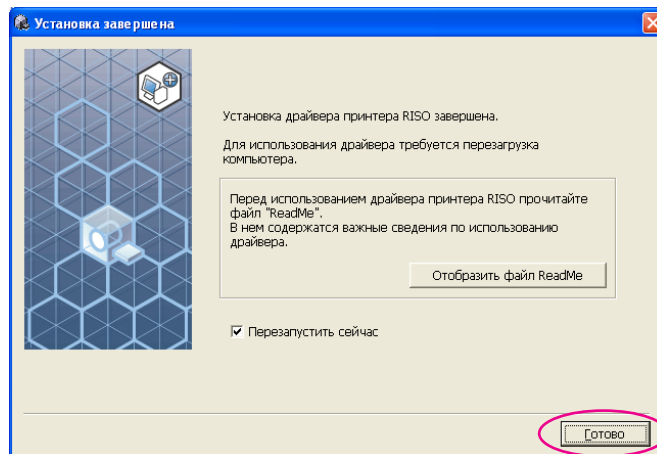 Установка завершена
Установка драйвера принтера RISO завершена.
Для использования драйвера требуется перезагрузка
компьютера.
Перед использованием драйвера принтера RISO прочитайте
файл "ReadMe".
В нем содержатся важные сведения по использованию
драйвера.
Отобразить файл ReadMe
Перезапустить сейчас
Готово